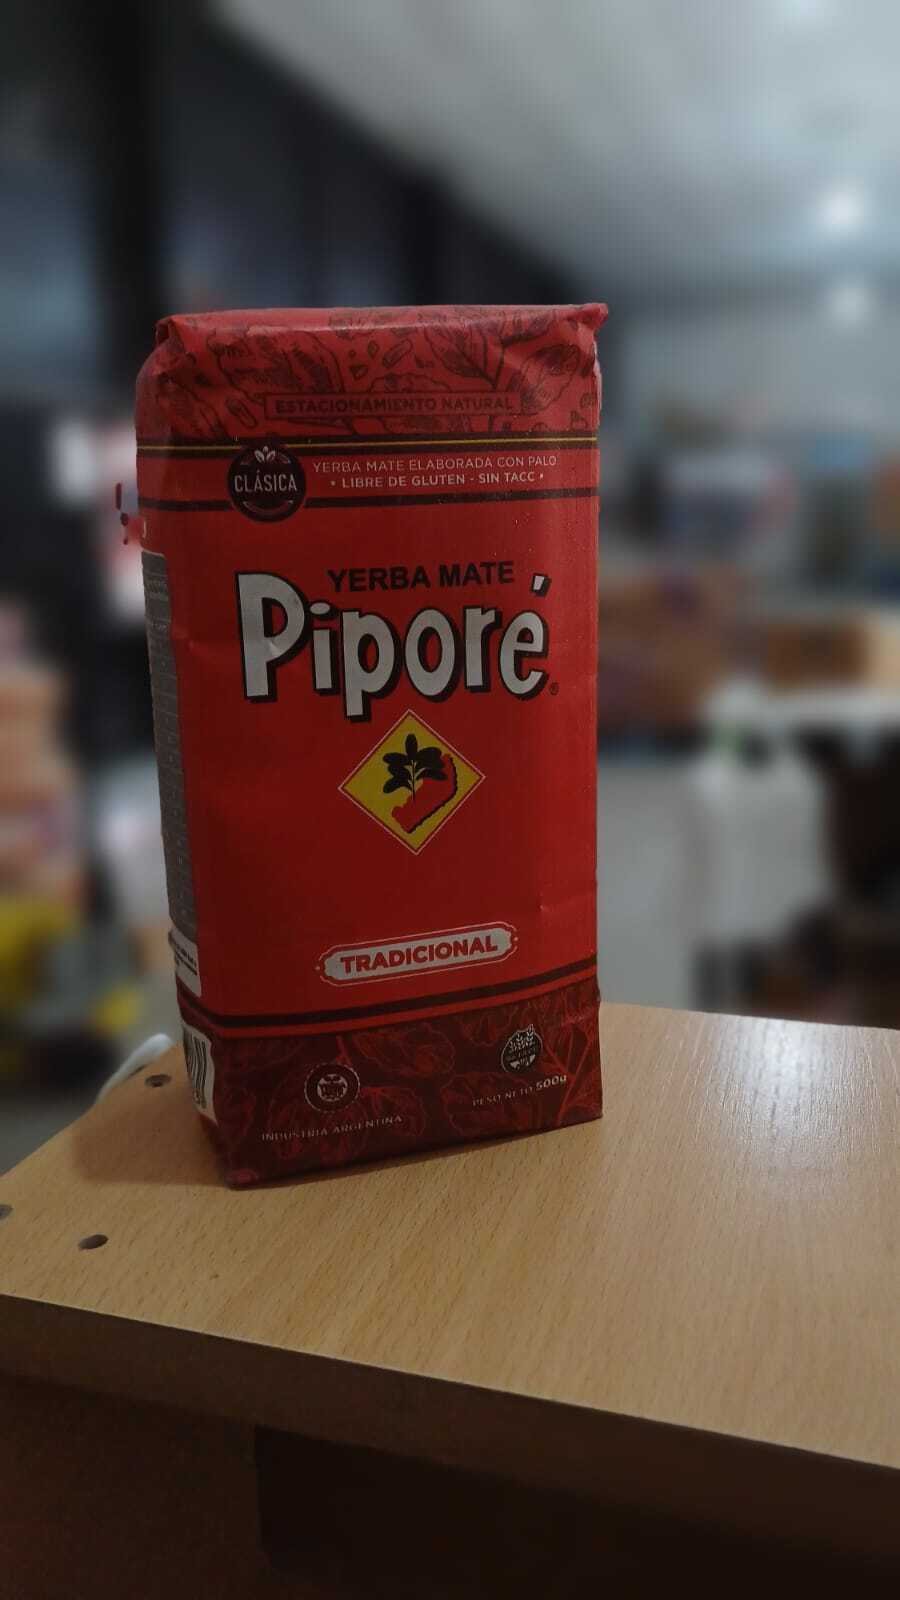 ESTACIONAMIENTO NATURAL
CLÁSICA
YERBA MATE ELABORADA CON PALO
• LIBRE DE GLUTEN - SIN TACC •
YERBA MATE
Piporé
®
TRADICIONAL
INDUSTRIA ARGENTINA
PESO NETO 500g